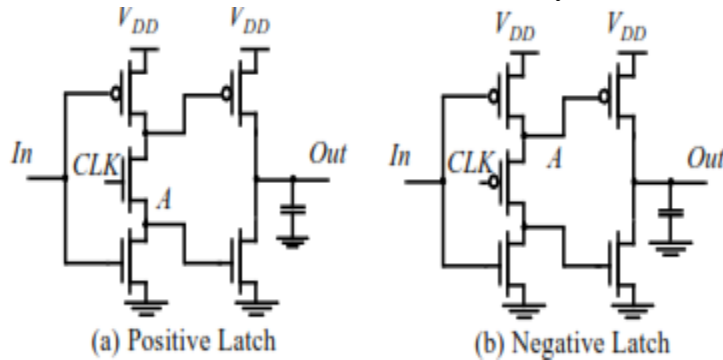 V_DD V_DD V_DD V_DD
In CLK A Out In CLK A Out
(a) Positive Latch (b) Negative Latch